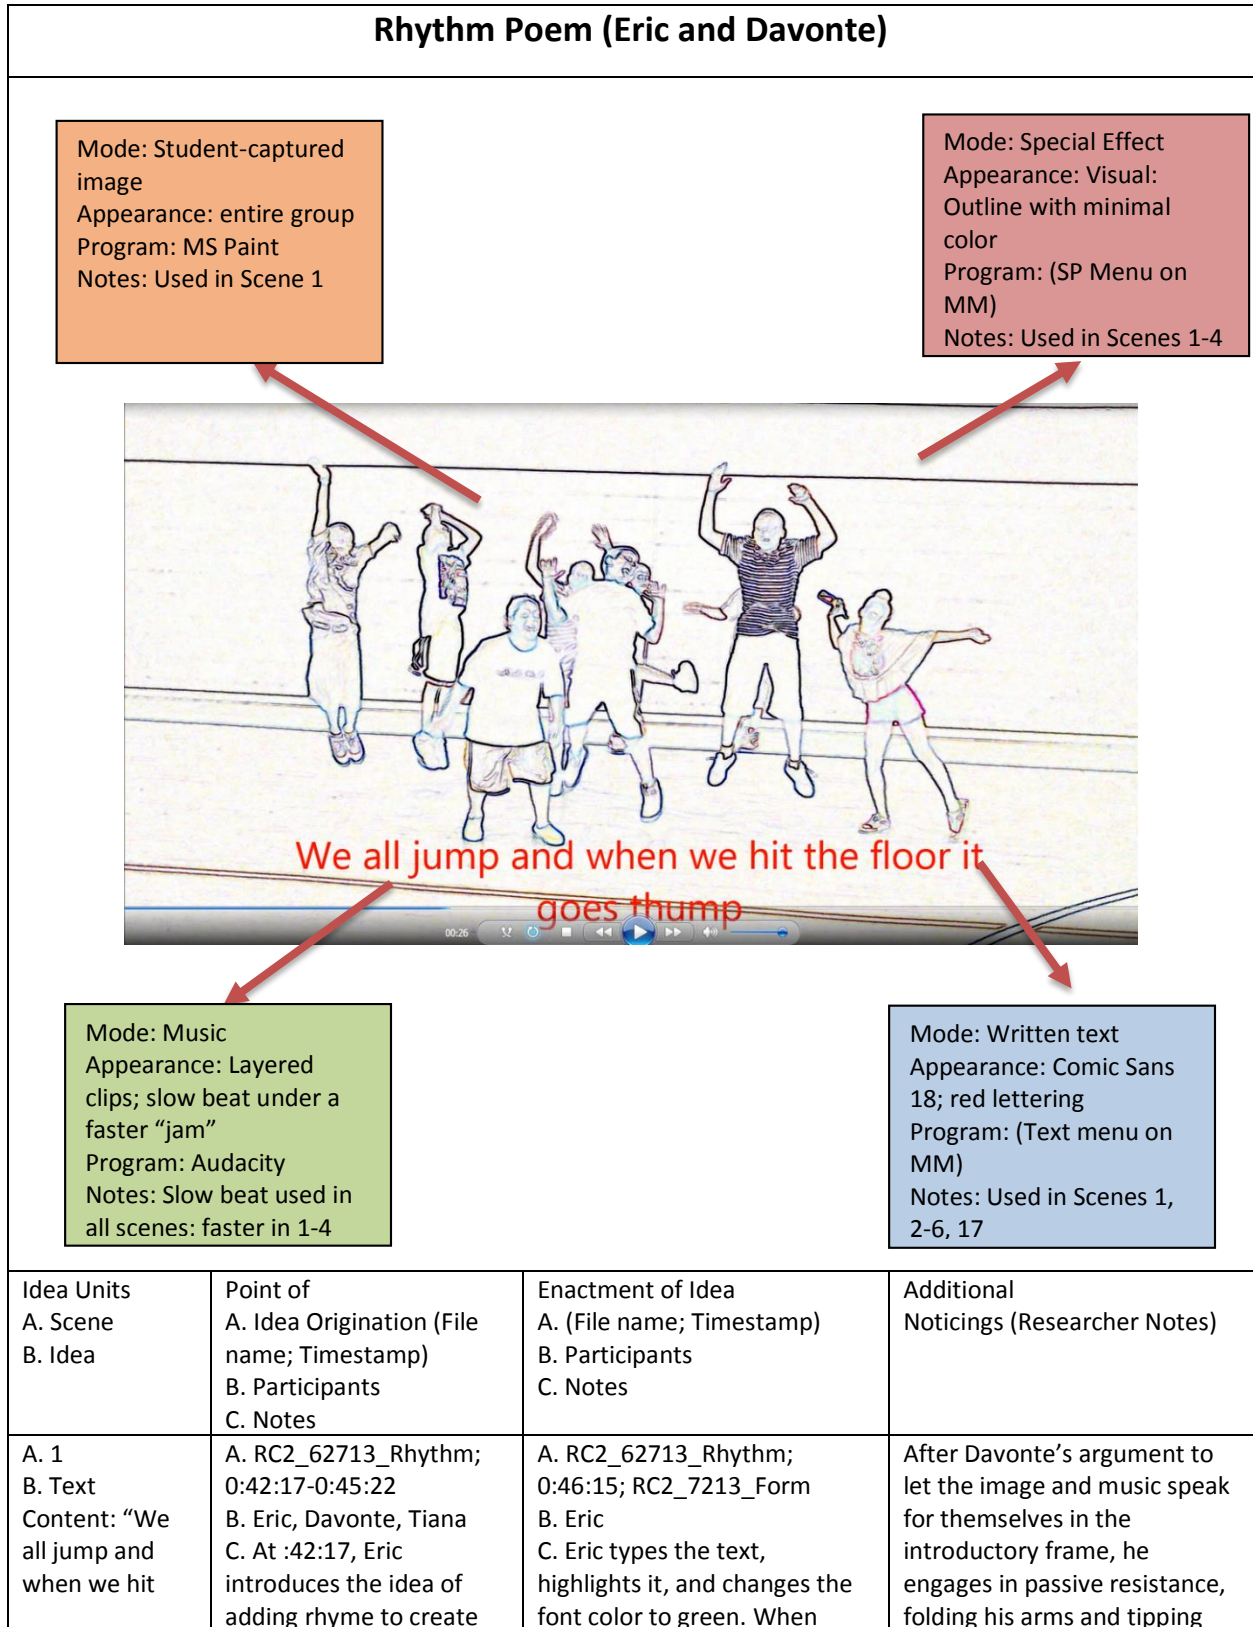 Rhythm Poem (Eric and Davonte)
Mode: Student-captured
image
Appearance: entire group
Program: MS Paint
Notes: Used in Scene 1
Mode: Special Effect
Appearance: Visual:
Outline with minimal
color
Program: (SP Menu on
MM)
Notes: Used in Scenes 1-4
We all jump and when we hit the floor it
goes thump
00:26
Mode: Music
Appearance: Layered
clips; slow beat under a
faster “jam”
Program: Audacity
Notes: Slow beat used in
all scenes: faster in 1-4
Mode: Written text
Appearance: Comic Sans
18; red lettering
Program: (Text menu on
MM)
Notes: Used in Scenes 1,
2-6, 17
Idea Units
A. Scene
B. Idea
Point of
A. Idea Origination (File
name; Timestamp)
B. Participants
C. Notes
Enactment of Idea
A. (File name; Timestamp)
B. Participants
C. Notes
Additional
Noticings (Researcher Notes)
A. 1
B. Text
Content: “We
all jump and
when we hit
A. RC2_62713_Rhythm;
0:42:17-0:45:22
B. Eric, Davonte, Tiana
C. At :42:17, Eric
introduces the idea of
adding rhyme to create
A. RC2_62713_Rhythm;
0:46:15; RC2_7213_Form
B. Eric
C. Eric types the text,
highlights it, and changes the
font color to green. When
After Davonte’s argument to
let the image and music speak
for themselves in the
introductory frame, he
engages in passive resistance,
folding his arms and tipping